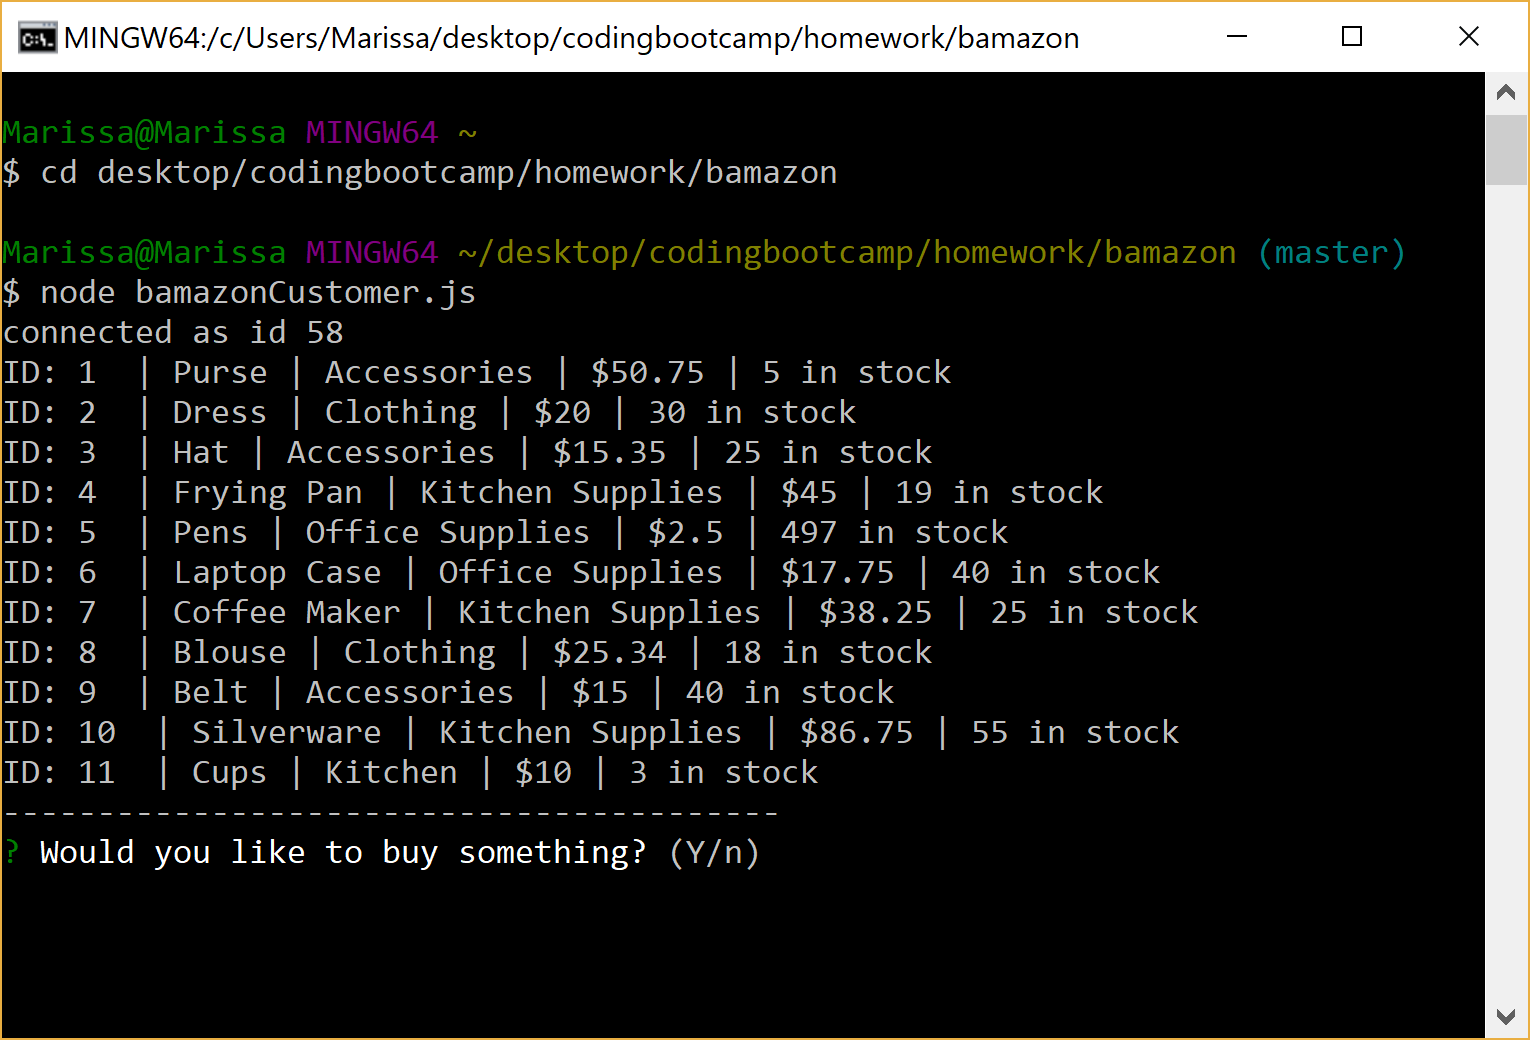 MINGW64:/c/Users/Marissa/desktop/codingbootcamp/homework/bamazon
Marissa@Marissa MINGW64 ~
$ cd desktop/codingbootcamp/homework/bamazon
Marissa@Marissa MINGW64 ~/desktop/codingbootcamp/homework/bamazon (master)
$ node bamazonCustomer.js
connected as id 58
ID: 1  | Purse | Accessories | $50.75 | 5 in stock
ID: 2  | Dress | Clothing | $20 | 30 in stock
ID: 3  | Hat | Accessories | $15.35 | 25 in stock
ID: 4  | Frying Pan | Kitchen Supplies | $45 | 19 in stock
ID: 5  | Pens | Office Supplies | $2.5 | 497 in stock
ID: 6  | Laptop Case | Office Supplies | $17.75 | 40 in stock
ID: 7  | Coffee Maker | Kitchen Supplies | $38.25 | 25 in stock
ID: 8  | Blouse | Clothing | $25.34 | 18 in stock
ID: 9  | Belt | Accessories | $15 | 40 in stock
ID: 10  | Silverware | Kitchen Supplies | $86.75 | 55 in stock
ID: 11  | Cups | Kitchen | $10 | 3 in stock
-----------------------------------------
? Would you like to buy something? (Y/n)